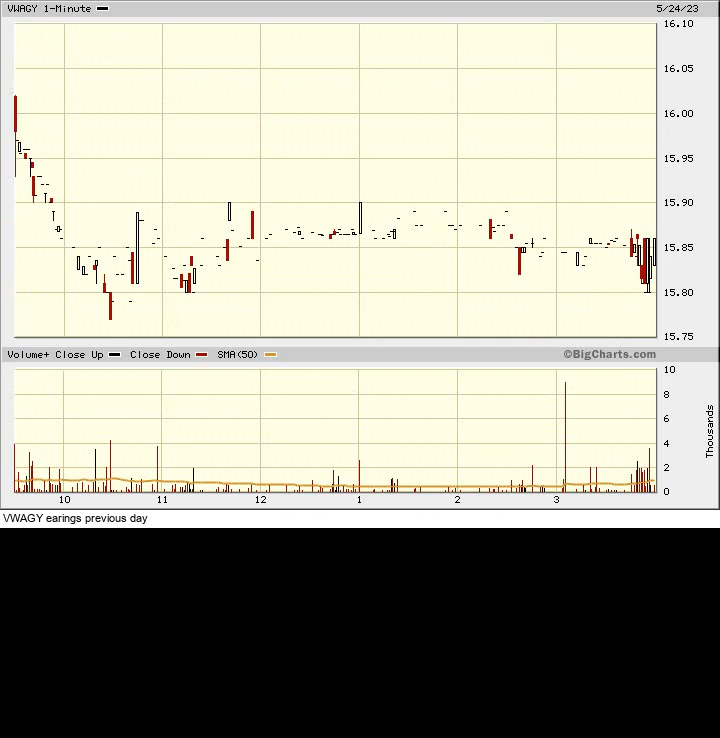 VWAGY 1-Minute 5/24/23
16.10
16.05
16.00
15.95
15.90
15.85
15.80
15.75
Volume+ Close Up Close Down SMA(50) ©BigCharts.com
10
8
6
4
2
0
Thousands
10 11 12 1 2 3
VWAGY earings previous day